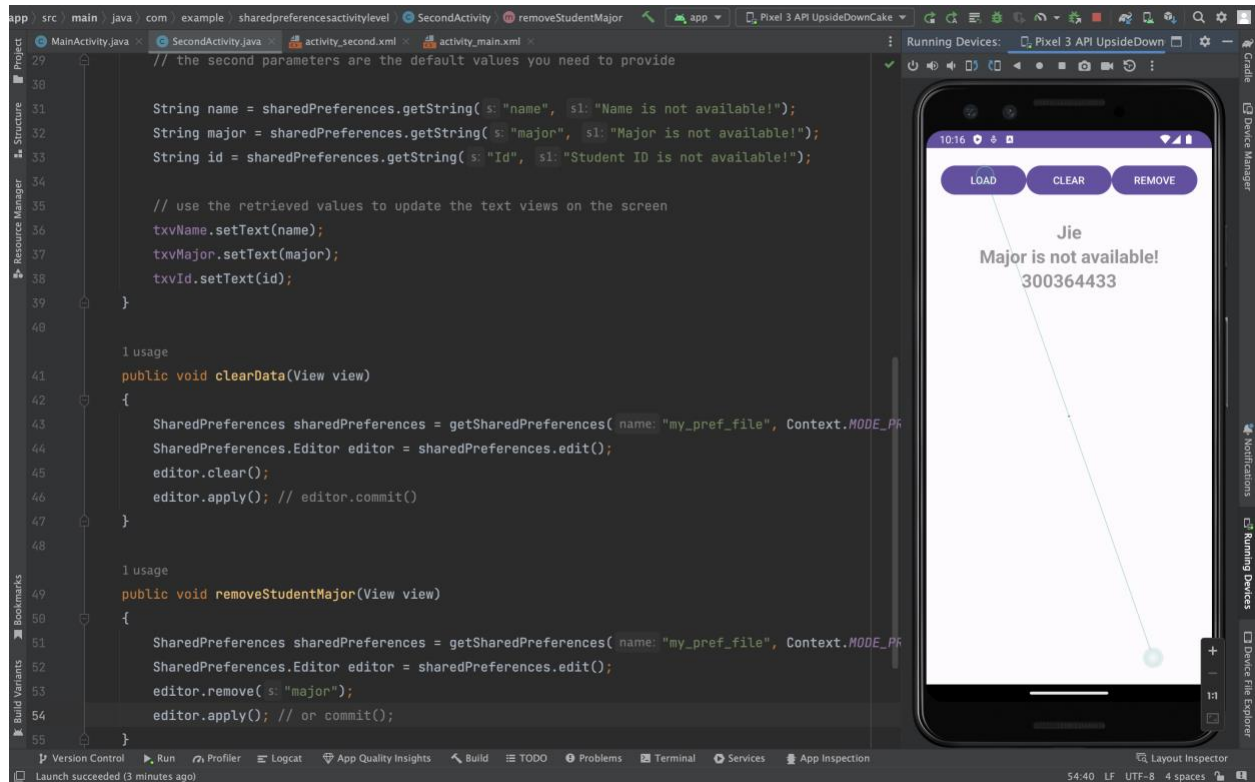 app > src > main > java > com > example > sharedpreferencesactivitylevel > SecondActivity > removeStudentMajor
app
Pixel 3 API UpsideDownCake
MainActivity.java
SecondActivity.java
activity_second.xml
activity_main.xml
Running Devices:
Pixel 3 API UpsideDown
Project
Structure
Resource Manager
Bookmarks
Build Variants
29 // the second parameters are the default values you need to provide
30
31 String name = sharedPreferences.getString( s: "name", s1: "Name is not available!");
32 String major = sharedPreferences.getString( s: "major", s1: "Major is not available!");
33 String id = sharedPreferences.getString( s: "Id", s1: "Student ID is not available!");
34
35 // use the retrieved values to update the text views on the screen
36 txvName.setText(name);
37 txvMajor.setText(major);
38 txvId.setText(id);
39 }
40
1 usage
41 public void clearData(View view)
42 {
43 SharedPreferences sharedPreferences = getSharedPreferences( name: "my_pref_file", Context.MODE_PR
44 SharedPreferences.Editor editor = sharedPreferences.edit();
45 editor.clear();
46 editor.apply(); // editor.commit()
47 }
48
1 usage
49 public void removeStudentMajor(View view)
50 {
51 SharedPreferences sharedPreferences = getSharedPreferences( name: "my_pref_file", Context.MODE_PR
52 SharedPreferences.Editor editor = sharedPreferences.edit();
53 editor.remove( s: "major");
54 editor.apply(); // or commit();
55 }
10:16
LOAD CLEAR REMOVE
Jie
Major is not available!
300364433
1:1
Gradle
Device Manager
Notifications
Running Devices
Device File Explorer
Version Control Run Profiler Logcat App Quality Insights Build TODO Problems Terminal Services App Inspection Layout Inspector
Launch succeeded (3 minutes ago) 54:40 LF UTF-8 4 spaces